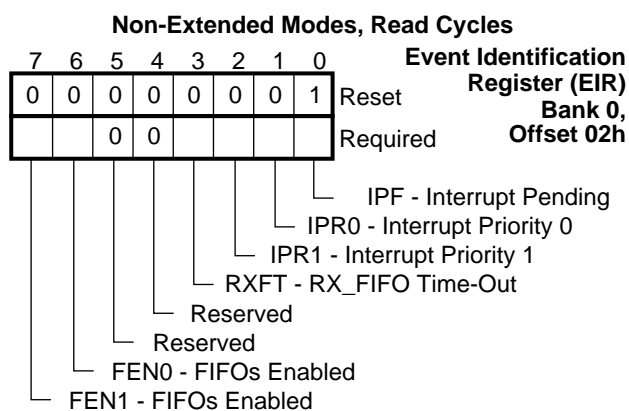 Non-Extended Modes, Read Cycles
7 6 5 4 3 2 1 0
Event Identification
Register (EIR)
Bank 0,
Offset 02h
0 0 0 0 0 0 0 1 Reset
0 0 Required
IPF - Interrupt Pending
IPR0 - Interrupt Priority 0
IPR1 - Interrupt Priority 1
RXFT - RX_FIFO Time-Out
Reserved
Reserved
FEN0 - FIFOs Enabled
FEN1 - FIFOs Enabled